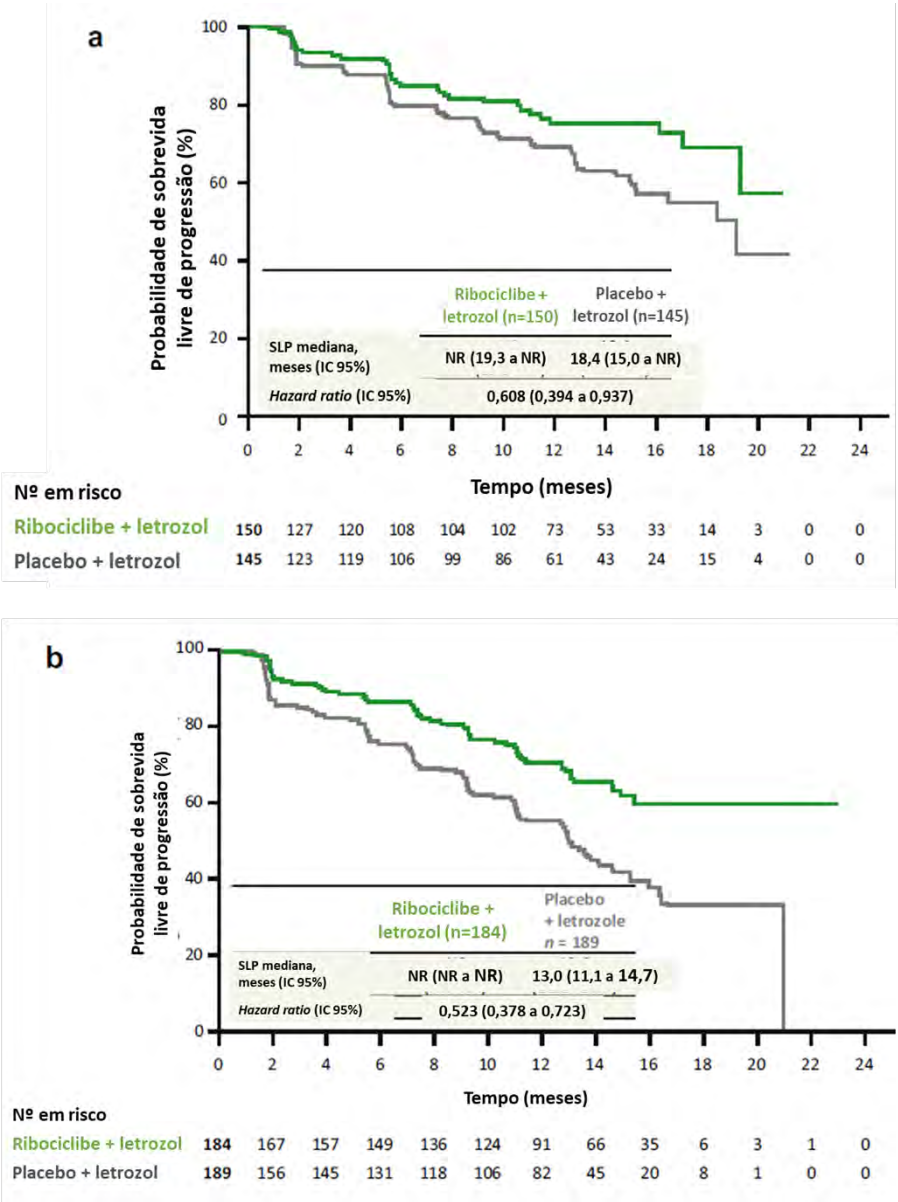 a
100
80
60
40
20
0
Probabilidade de sobrevida
livre de progressão (%)
Ribociclibe +
letrozol (n=150)
Placebo +
letrozol (n=145)
SLP mediana,
meses (IC 95%)
NR (19,3 a NR)
18,4 (15,0 a NR)
Hazard ratio (IC 95%)
0,608 (0,394 a 0,937)
0 2 4 6 8 10 12 14 16 18 20 22 24
Tempo (meses)
Nº em risco
Ribociclibe + letrozol 150 127 120 108 104 102 73 53 33 14 3 0 0
Placebo + letrozol 145 123 119 106 99 86 61 43 24 15 4 0 0
b
100
80
60
40
20
0
Probabilidade de sobrevida
livre de progressão (%)
Ribociclibe +
letrozol (n=184)
Placebo
+ letrozole
n = 189
SLP mediana,
meses (IC 95%)
NR (NR a NR)
13,0 (11,1 a 14,7)
Hazard ratio (IC 95%)
0,523 (0,378 a 0,723)
0 2 4 6 8 10 12 14 16 18 20 22 24
Tempo (meses)
Nº em risco
Ribociclibe + letrozol 184 167 157 149 136 124 91 66 35 6 3 1 0
Placebo + letrozol 189 156 145 131 118 106 82 45 20 8 1 0 0